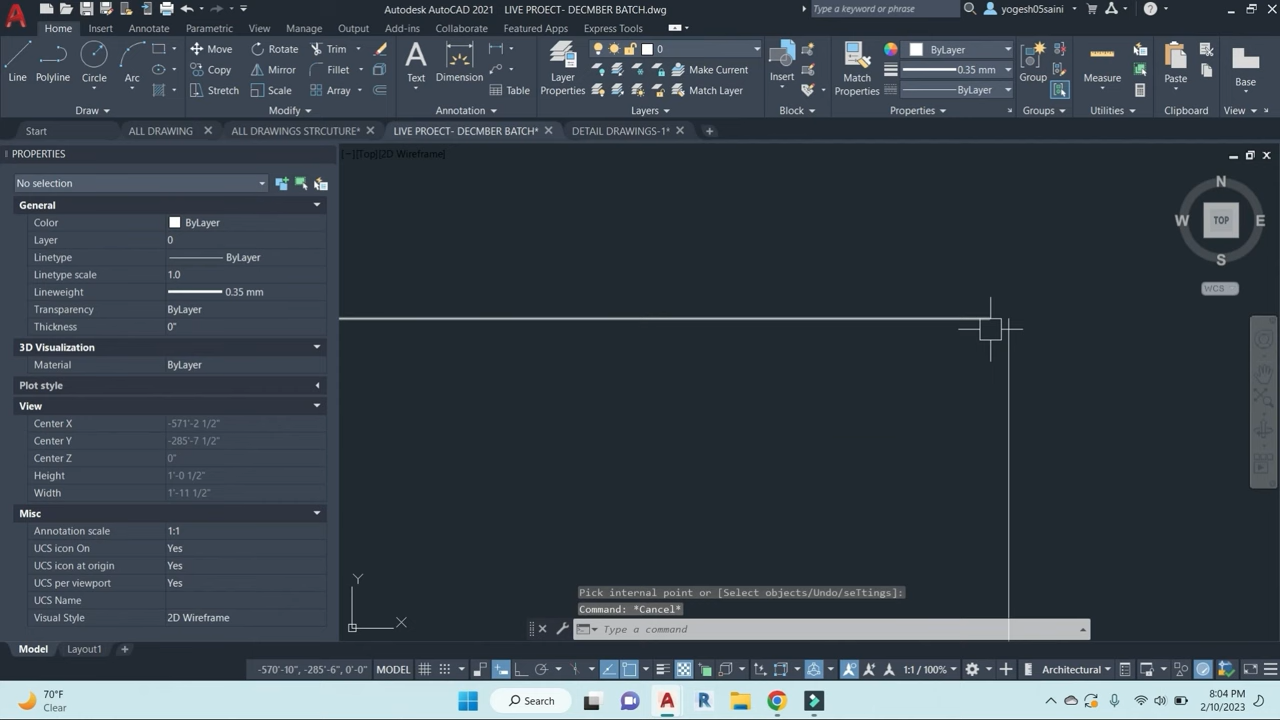 Autodesk AutoCAD 2021 LIVE PROECT- DECMBER BATCH.dwg
Type a keyword or phrase
yogesh05saini
Home Insert Annotate Parametric View Manage Output Add-ins Collaborate Featured Apps Express Tools
Line Polyline Circle Arc
Move Rotate Trim
Copy Mirror Fillet
Stretch Scale Array
Text Dimension
Table
Layer Properties
0
Make Current
Match Layer
Insert
Match Properties
ByLayer
0.35 mm
ByLayer
Group
Measure
Paste
Base
Draw Modify Annotation Layers Block Properties Groups Utilities Clipboard View
Start ALL DRAWING ALL DRAWINGS STRCUTURE* LIVE PROECT- DECMBER BATCH* DETAIL DRAWINGS-1*
PROPERTIES
[−][Top][2D Wireframe]
No selection
General
Color ByLayer
Layer 0
Linetype ByLayer
Linetype scale 1.0
Lineweight 0.35 mm
Transparency ByLayer
Thickness 0"
3D Visualization
Material ByLayer
Plot style
View
Center X -571'-2 1/2"
Center Y -285'-7 1/2"
Center Z 0"
Height 1'-0 1/2"
Width 1'-11 1/2"
Misc
Annotation scale 1:1
UCS icon On Yes
UCS icon at origin Yes
UCS per viewport Yes
UCS Name
Visual Style 2D Wireframe
N
W TOP E
S
WCS
Y
X
Pick internal point or [Select objects/Undo/seTtings]:
Command: *Cancel*
Type a command
Model Layout1
-570'-10", -285'-6", 0'-0" MODEL 1:1 / 100% Architectural
70°F
Clear
Search
8:04 PM
2/10/2023